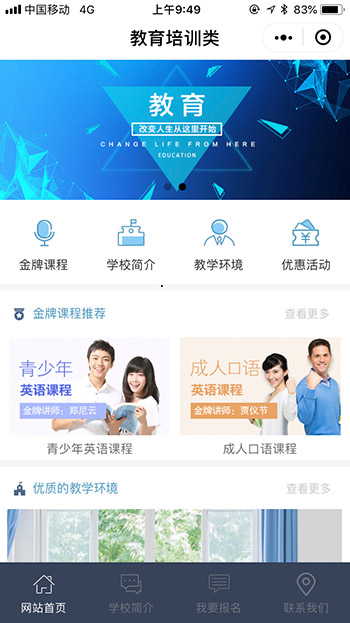 中国移动 4G 上午9:49 83%
教育培训类
教育
改变人生从这里开始
CHANGE LIFE FROM HERE
EDUCATION
金牌课程 学校简介 教学环境 优惠活动
金牌课程推荐 查看更多
青少年 成人口语
英语课程 英语课程
金牌讲师：郑尼云 金牌讲师：贾仪节
青少年英语课程 成人口语课程
优质的教学环境 查看更多
网站首页 学校简介 我要报名 联系我们